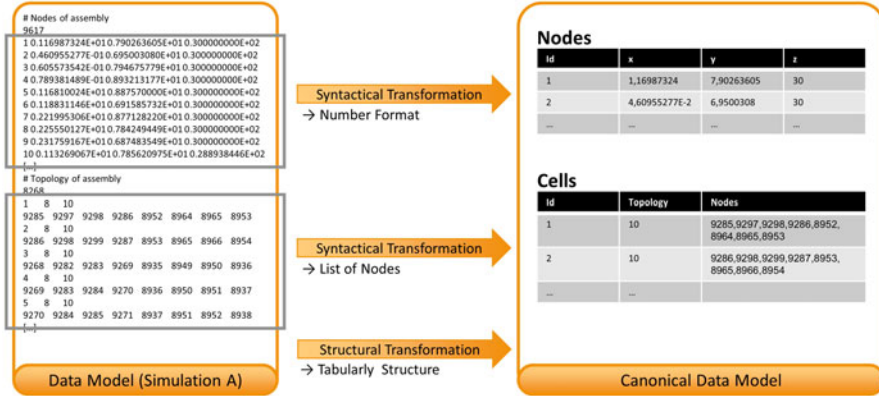 # Nodes of assembly
9617
1 0.116987324E+01 0.790263605E+01 0.300000000E+02
2 0.460955277E-01 0.695003080E+01 0.300000000E+02
3 0.605573542E-01 0.794675779E+01 0.300000000E+02
4 0.789381489E-01 0.893213177E+01 0.300000000E+02
5 0.116810024E+01 0.887570000E+01 0.300000000E+02
6 0.118831146E+01 0.691585732E+01 0.300000000E+02
7 0.221995306E+01 0.877128220E+01 0.300000000E+02
8 0.225550127E+01 0.784249449E+01 0.300000000E+02
9 0.231759167E+01 0.687483549E+01 0.300000000E+02
10 0.113269067E+01 0.785620975E+01 0.288938446E+02
[...]
# Topology of assembly
8268
1 8 10
9285 9297 9298 9286 8952 8964 8965 8953
2 8 10
9286 9298 9299 9287 8953 8965 8966 8954
3 8 10
9268 9282 9283 9269 8935 8949 8950 8936
4 8 10
9269 9283 9284 9270 8936 8950 8951 8937
5 8 10
9270 9284 9285 9271 8937 8951 8952 8938
[...]
Data Model (Simulation A)
Syntactical Transformation
→ Number Format
Syntactical Transformation
→ List of Nodes
Structural Transformation
→ Tabularly Structure
Nodes
Id x y z
1 1,16987324 7,90263605 30
2 4,60955277E-2 6,9500308 30
... ... ... ...
Cells
Id Topology Nodes
1 10 9285,9297,9298,9286,8952,
8964,8965,8953
2 10 9286,9298,9299,9287,8953,
8965,8966,8954
... ...
Canonical Data Model